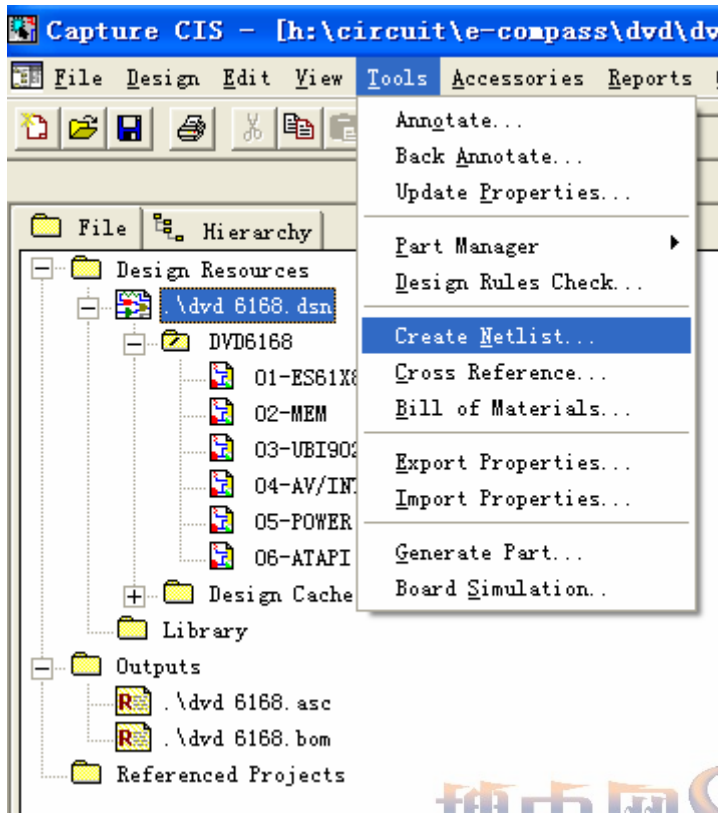 Capture CIS - [h:\circuit\e-compass\dvd\dv
File Design Edit View Tools Accessories Reports
Annotate...
Back Annotate...
Update Properties...
Part Manager
Design Rules Check...
Create Netlist...
Cross Reference...
Bill of Materials...
Export Properties...
Import Properties...
Generate Part...
Board Simulation..
File Hierarchy
Design Resources
.\dvd 6168.dsn
DVD6168
01-ES61X8
02-MEM
03-UBI902
04-AV/INT
05-POWER
06-ATAPI
Design Cache
Library
Outputs
.\dvd 6168.asc
.\dvd 6168.bom
Referenced Projects